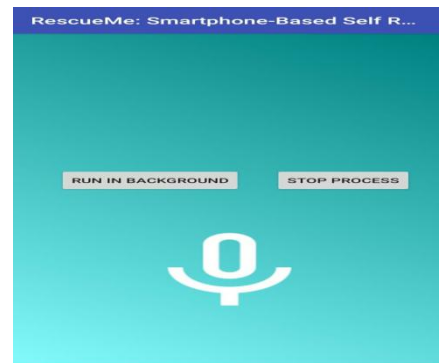 RescueMe: Smartphone-Based Self R...
RUN IN BACKGROUND STOP PROCESS